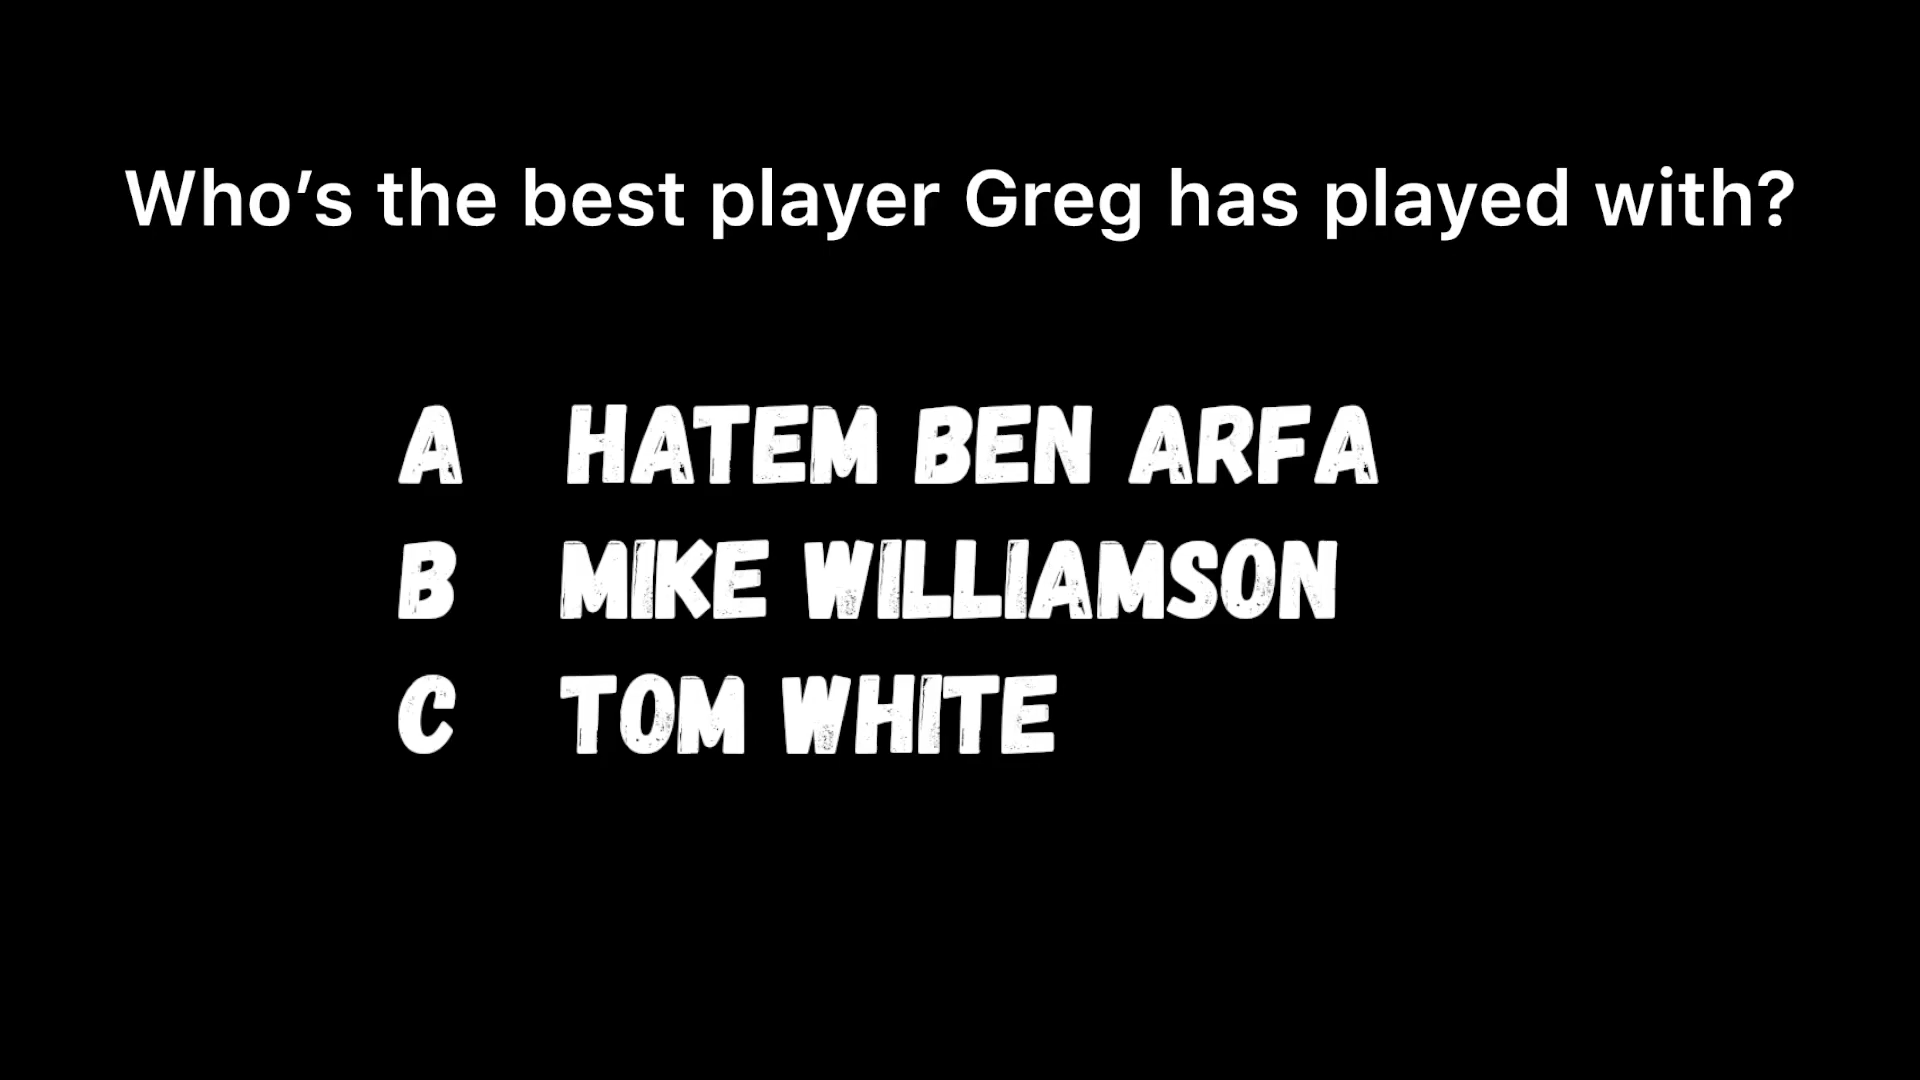 Who’s the best player Greg has played with?
A HATEM BEN ARFA
B MIKE WILLIAMSON
C TOM WHITE